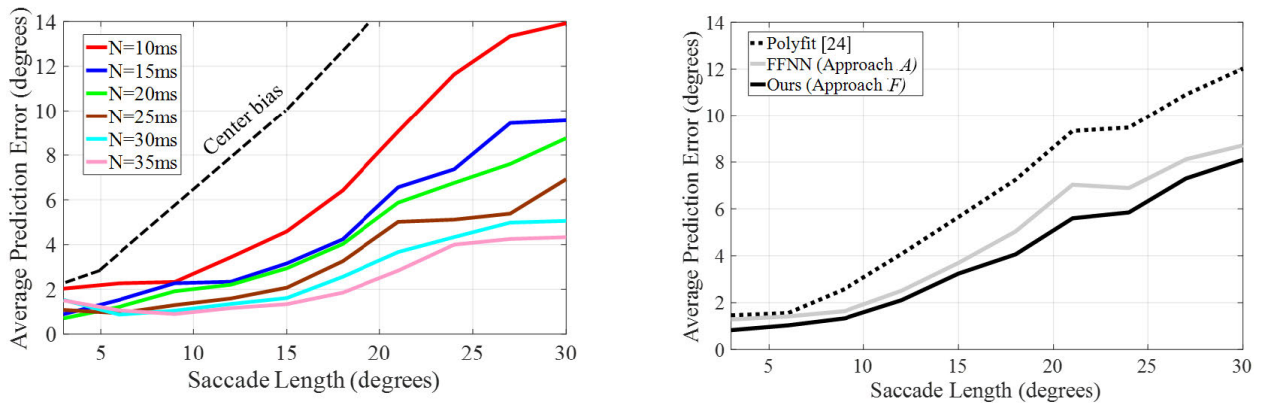 Average Prediction Error (degrees)
14
12
10
8
6
4
2
0
N=10ms
N=15ms
N=20ms
N=25ms
N=30ms
N=35ms
Center bias
5
10
15
20
25
30
Saccade Length (degrees)
Average Prediction Error (degrees)
14
12
10
8
6
4
2
0
Polyfit [24]
FFNN (Approach A)
Ours (Approach F)
5
10
15
20
25
30
Saccade Length (degrees)